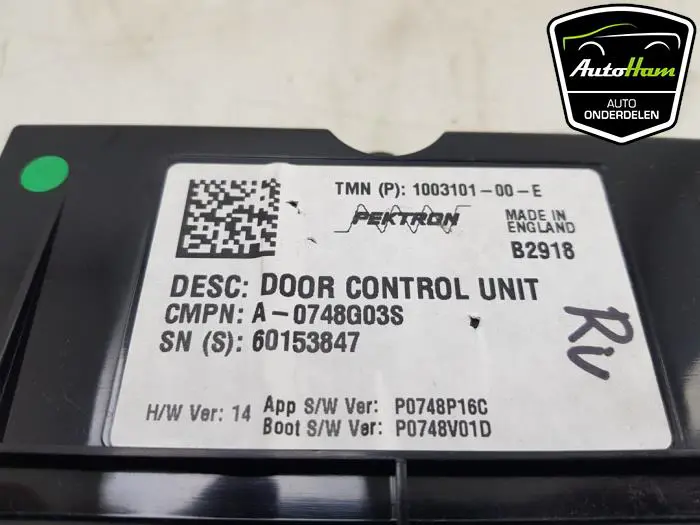 AutoHam
AUTO
ONDERDELEN
TMN (P): 1003101-00-E
PEKTRON
MADE IN
ENGLAND
B2918
DESC: DOOR CONTROL UNIT
CMPN: A-0748G03S
SN (S): 60153847
RV
H/W Ver: 14
App S/W Ver: P0748P16C
Boot S/W Ver: P0748V01D